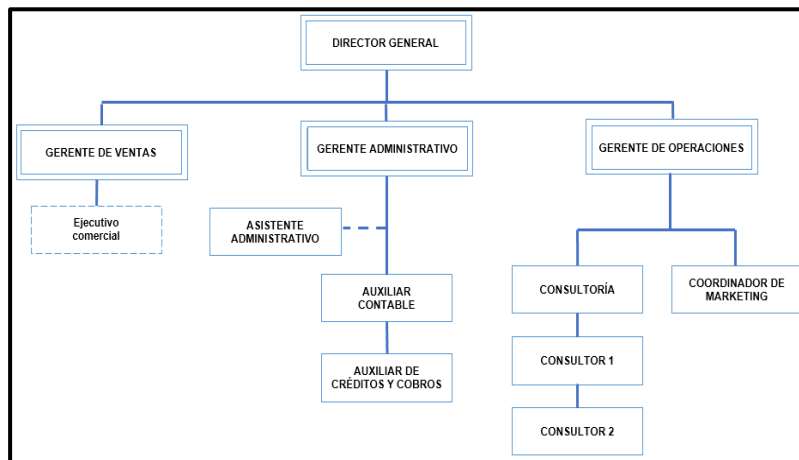 DIRECTOR GENERAL
GERENTE DE VENTAS
GERENTE ADMINISTRATIVO
GERENTE DE OPERACIONES
Ejecutivo
comercial
ASISTENTE
ADMINISTRATIVO
AUXILIAR
CONTABLE
CONSULTORÍA
COORDINADOR DE
MARKETING
AUXILIAR DE
CRÉDITOS Y COBROS
CONSULTOR 1
CONSULTOR 2